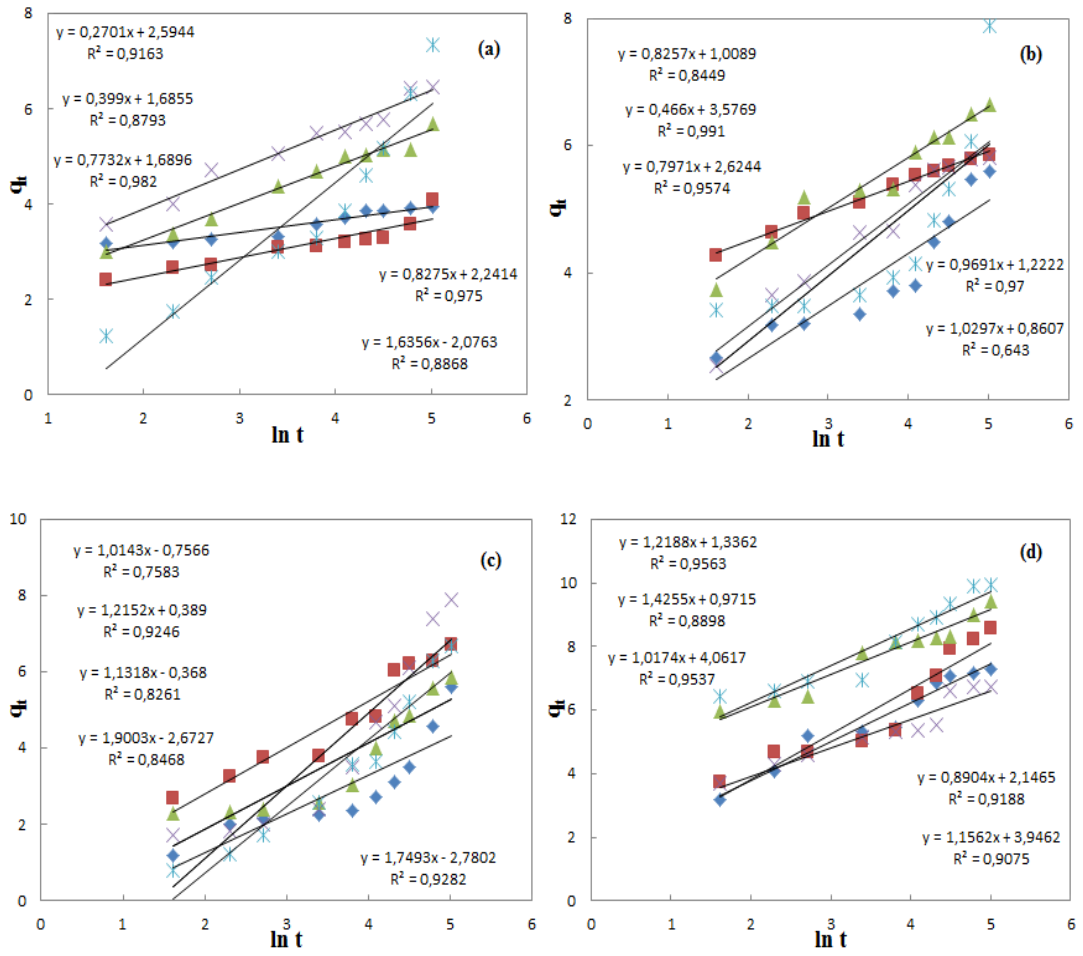 (a)
y = 0,2701x + 2,5944
R² = 0,9163
y = 0,399x + 1,6855
R² = 0,8793
y = 0,7732x + 1,6896
R² = 0,982
y = 0,8275x + 2,2414
R² = 0,975
y = 1,6356x - 2,0763
R² = 0,8868
qt
8
6
4
2
0
1 2 3 4 5 6
ln t
(b)
y = 0,8257x + 1,0089
R² = 0,8449
y = 0,466x + 3,5769
R² = 0,991
y = 0,7971x + 2,6244
R² = 0,9574
y = 0,9691x + 1,2222
R² = 0,97
y = 1,0297x + 0,8607
R² = 0,643
qt
8
6
4
2
0 1 2 3 4 5 6
ln t
(c)
y = 1,0143x - 0,7566
R² = 0,7583
y = 1,2152x + 0,389
R² = 0,9246
y = 1,1318x - 0,368
R² = 0,8261
y = 1,9003x - 2,6727
R² = 0,8468
y = 1,7493x - 2,7802
R² = 0,9282
qt
10
8
6
4
2
0
0 1 2 3 4 5 6
ln t
(d)
y = 1,2188x + 1,3362
R² = 0,9563
y = 1,4255x + 0,9715
R² = 0,8898
y = 1,0174x + 4,0617
R² = 0,9537
y = 0,8904x + 2,1465
R² = 0,9188
y = 1,1562x + 3,9462
R² = 0,9075
qt
12
10
8
6
4
2
0
0 1 2 3 4 5 6
ln t